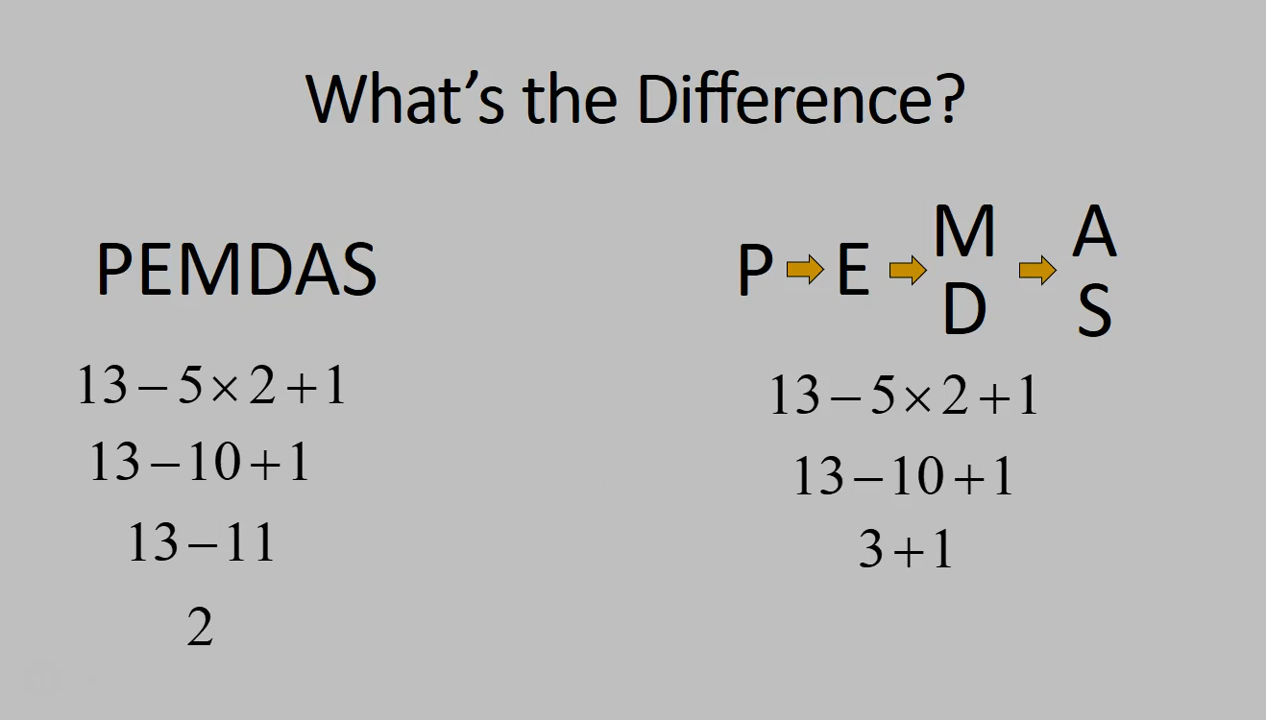 What's the Difference?
PEMDAS
13 − 5 × 2 + 1
13 − 10 + 1
13 − 11
2
P E M A
D S
13 − 5 × 2 + 1
13 − 10 + 1
3 + 1